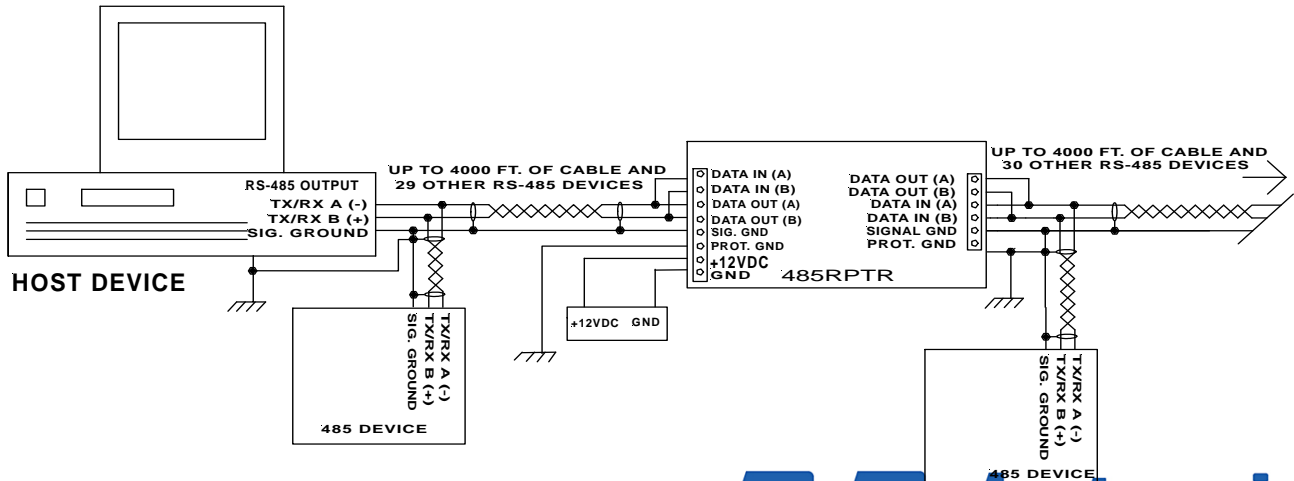 RS-485 OUTPUT
TX/RX A (-)
TX/RX B (+)
SIG. GROUND
HOST DEVICE
UP TO 4000 FT. OF CABLE AND
29 OTHER RS-485 DEVICES
TX/RX A (-)
TX/RX B (+)
SIG. GROUND
485 DEVICE
DATA IN (A)
DATA IN (B)
DATA OUT (A)
DATA OUT (B)
SIG. GND
PROT. GND
+12VDC
GND
+12VDC GND
DATA OUT (A)
DATA OUT (B)
DATA IN (A)
DATA IN (B)
SIGNAL GND
PROT. GND
485RPTR
UP TO 4000 FT. OF CABLE AND
30 OTHER RS-485 DEVICES
TX/RX A (-)
TX/RX B (+)
SIG. GROUND
485 DEVICE